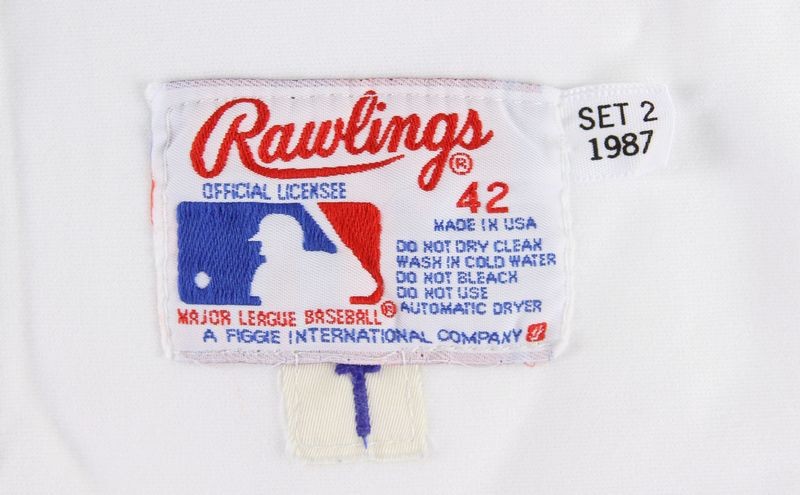 Rawlings®
OFFICIAL LICENSEE
42
MADE IN USA
DO NOT DRY CLEAN
WASH IN COLD WATER
DO NOT BLEACH
DO NOT USE
AUTOMATIC DRYER
MAJOR LEAGUE BASEBALL®
A FIGGIE INTERNATIONAL COMPANY
SET 2
1987
T